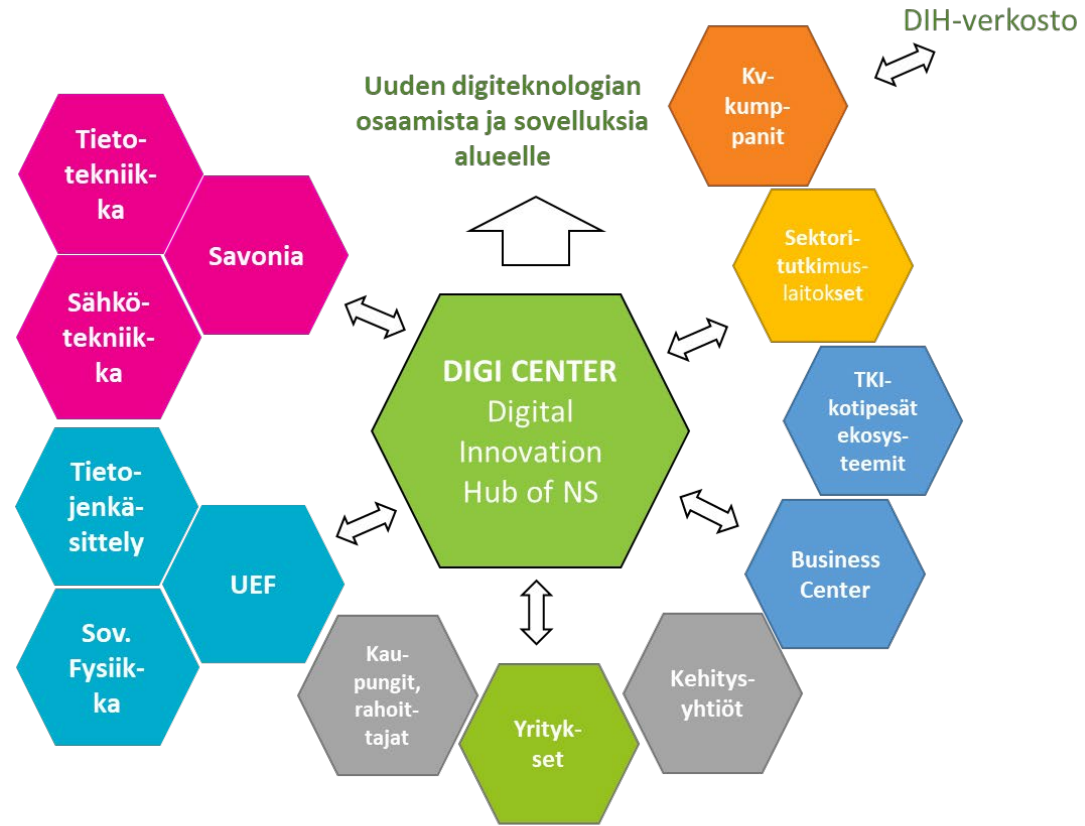 DIH-verkosto
Uuden digiteknologian
osaamista ja sovelluksia
alueelle
Kv-
kump-
panit
Tieto-
tekniik-
ka
Savonia
Sähkö-
tekniik-
ka
Sektori-
tutkimus-
laitokset
DIGI CENTER
Digital
Innovation
Hub of NS
TKI-
kotipesät
ekosys-
teemit
Tieto-
jenkä-
sittely
UEF
Sov.
Fysiik-
ka
Business
Center
Kau-
pungit,
rahoit-
tajat
Yrityk-
set
Kehitys-
yhtiöt